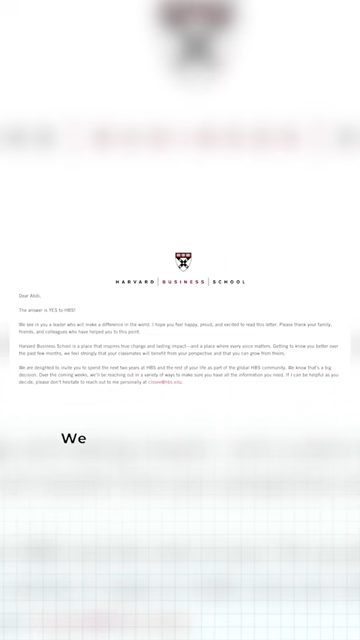 HARVARD | BUSINESS | SCHOOL
Dear Abdi,
The answer is YES to HBS!
We see in you a leader who will make a difference in the world. I hope you feel happy, proud, and excited to read this letter. Please thank your family,
friends, and colleagues who have helped you to this point.
Harvard Business School is a place that inspires true change and lasting impact—and a place where every voice matters. Getting to know you better over
the past few months, we feel strongly that your classmates will benefit from your perspective and that you can grow from theirs.
We are delighted to invite you to spend the next two years at HBS and the rest of your life as part of the global HBS community. We know that's a big
decision. Over the coming weeks, we'll be reaching out in a variety of ways to make sure you have all the information you need. If I can be helpful as you
decide, please don't hesitate to reach out to me personally at
We